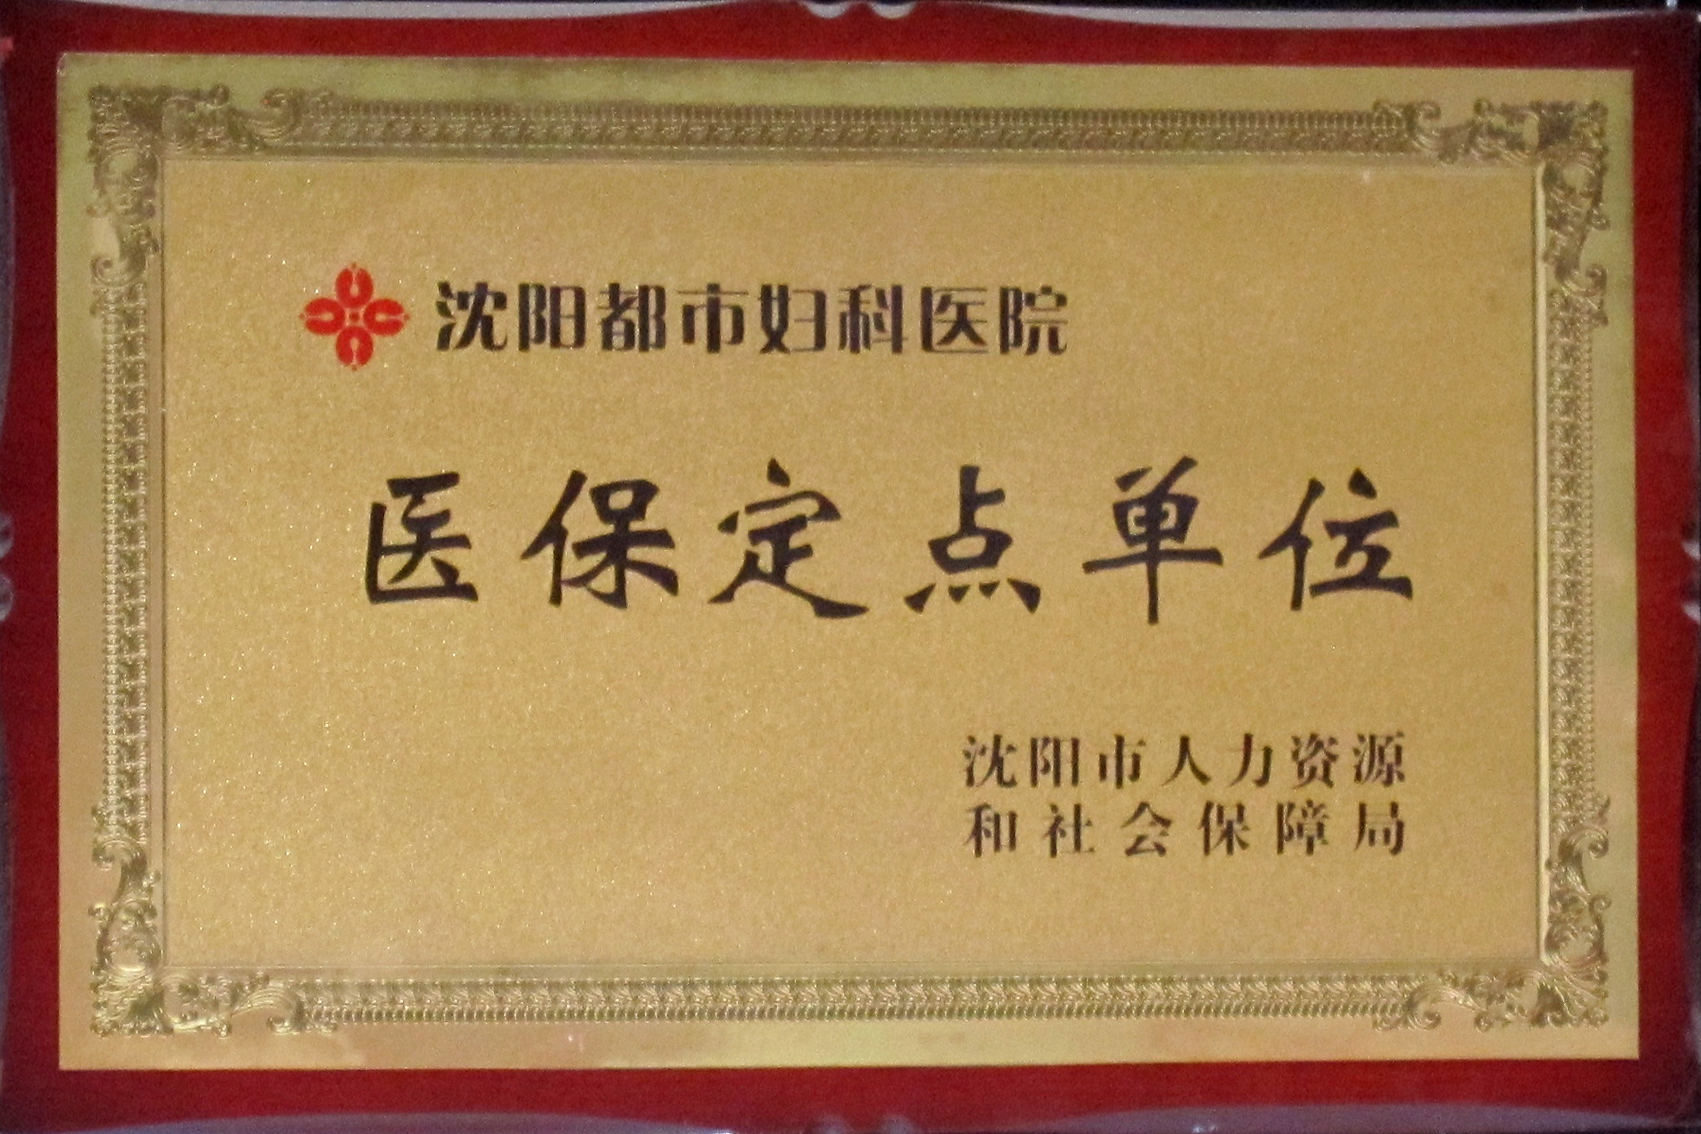 沈阳都市妇科医院
医保定点单位
沈阳市人力资源
和社会保障局